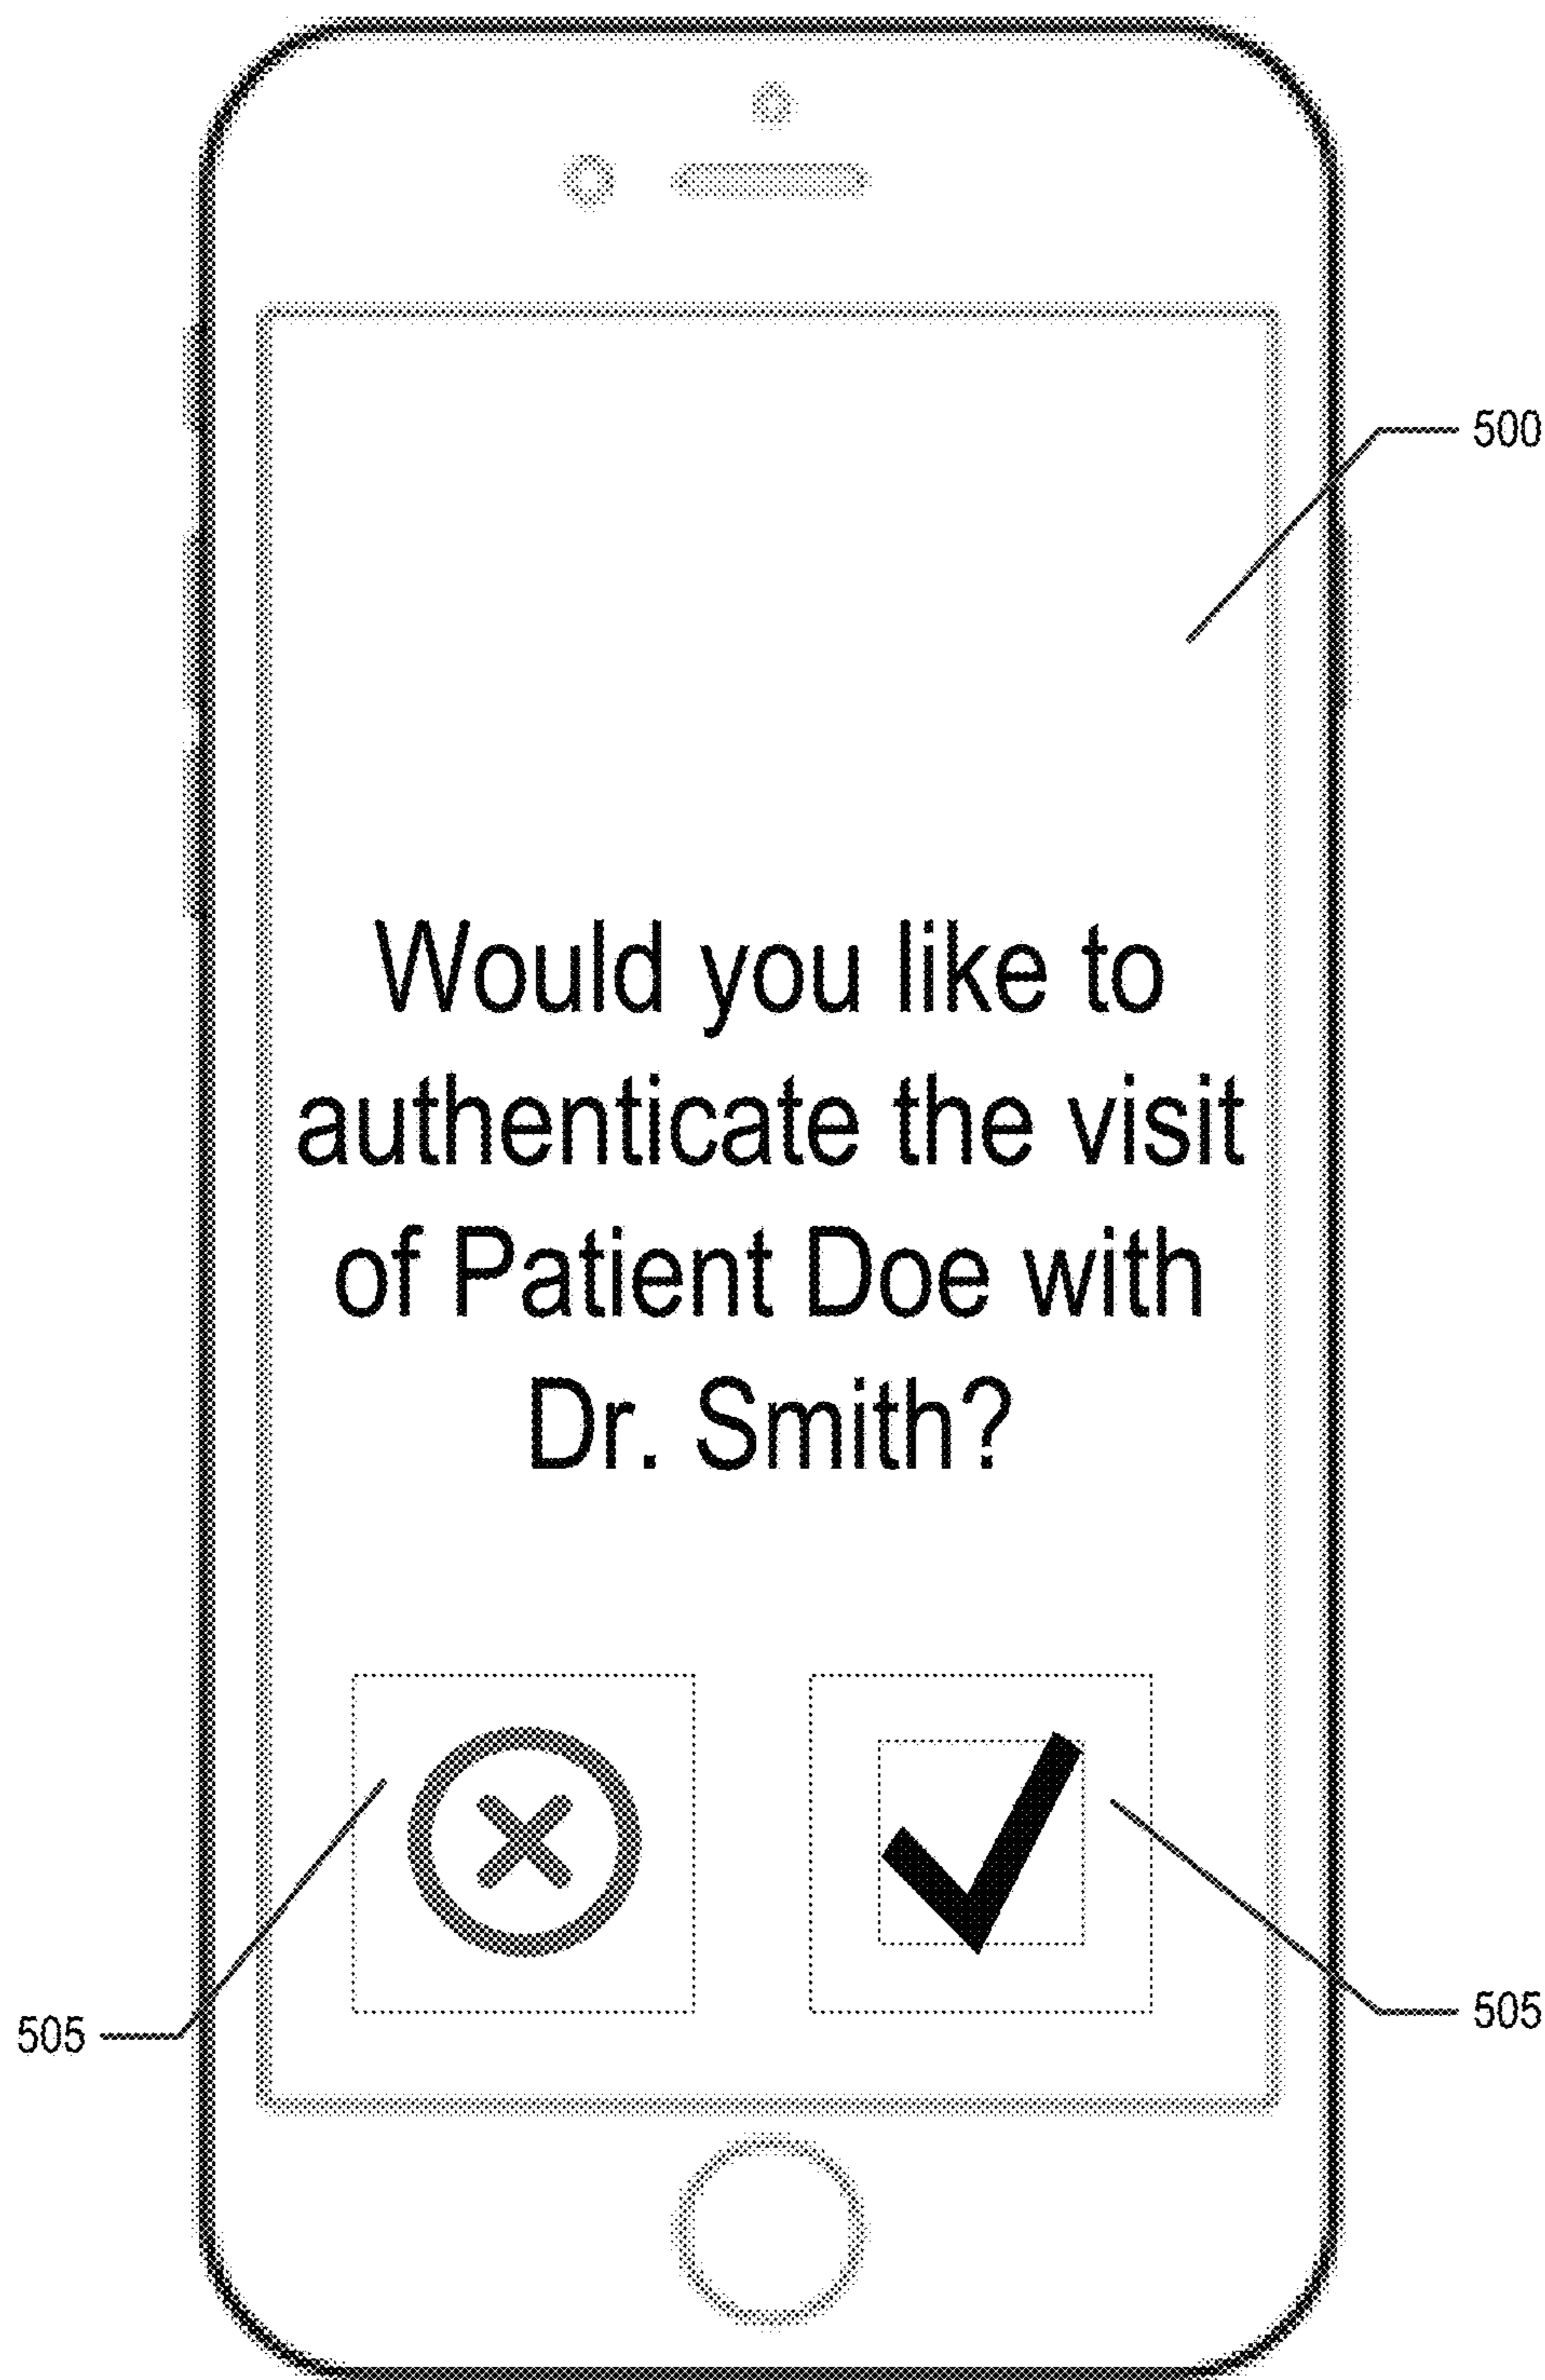 500
Would you like to
authenticate the visit
of Patient Doe with
Dr. Smith?
505
505